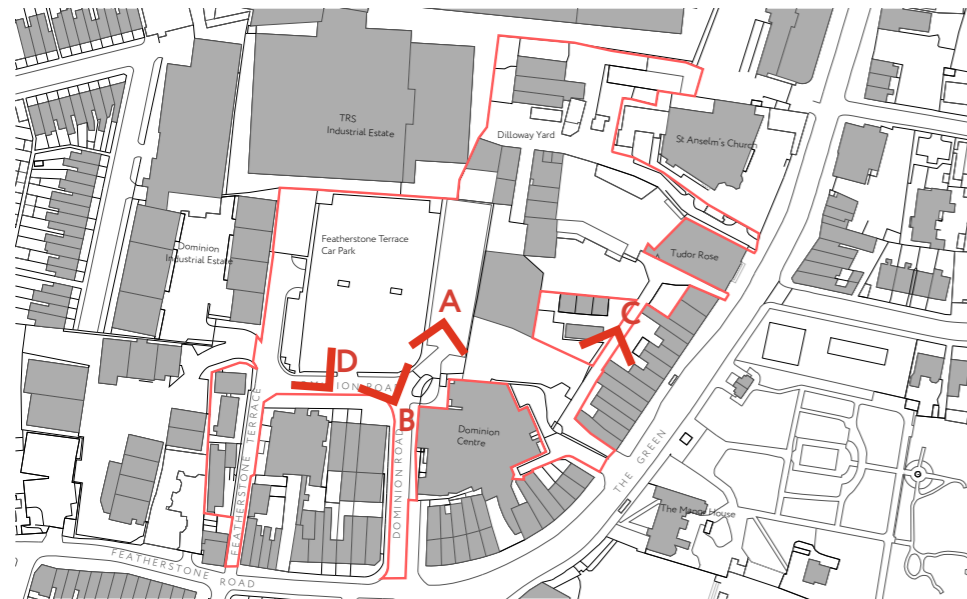 TRS
Industrial Estate
St Anselm's Church
Dilloway Yard
Featherstone Terrace
Car Park
Dominion
Industrial Estate
Tudor Rose
A
C
D
DOMINION ROAD
B
Dominion
Centre
DOMINION ROAD
FEATHERSTONE TERRACE
THE GREEN
The Manor House
FEATHERSTONE ROAD